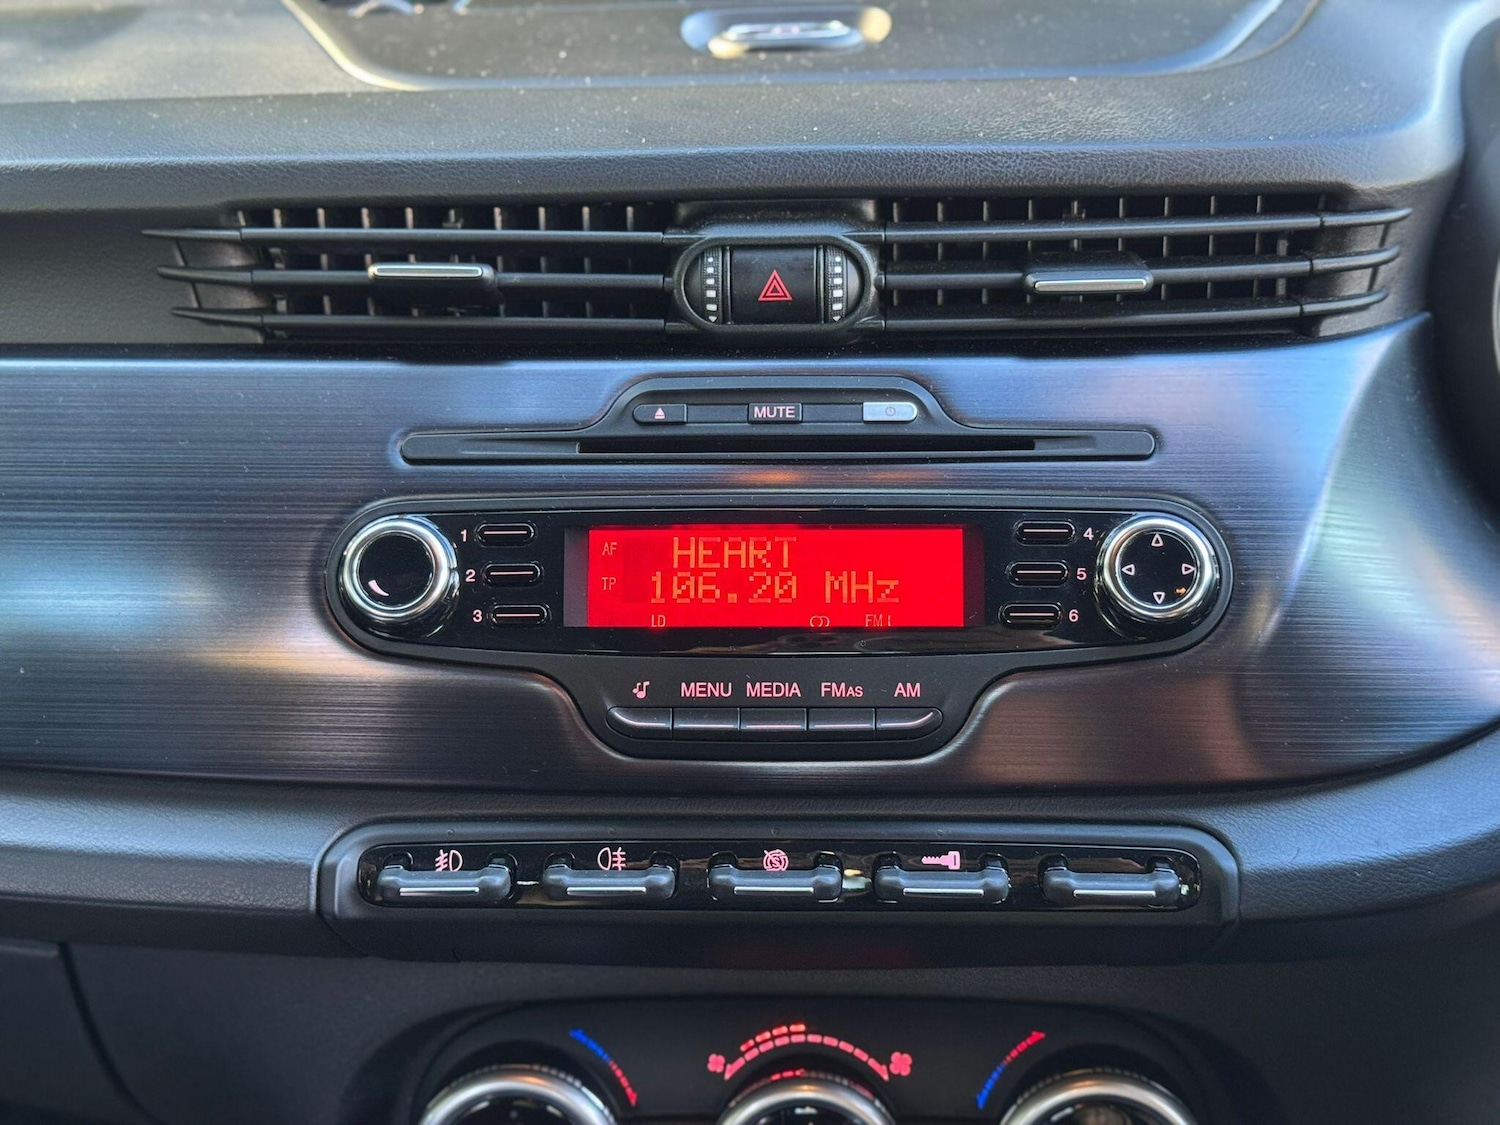 MUTE
1
2
3
4
5
6
AF
HEART
TP
106.20 MHz
LD
FM1
MENU
MEDIA
FMAS
AM